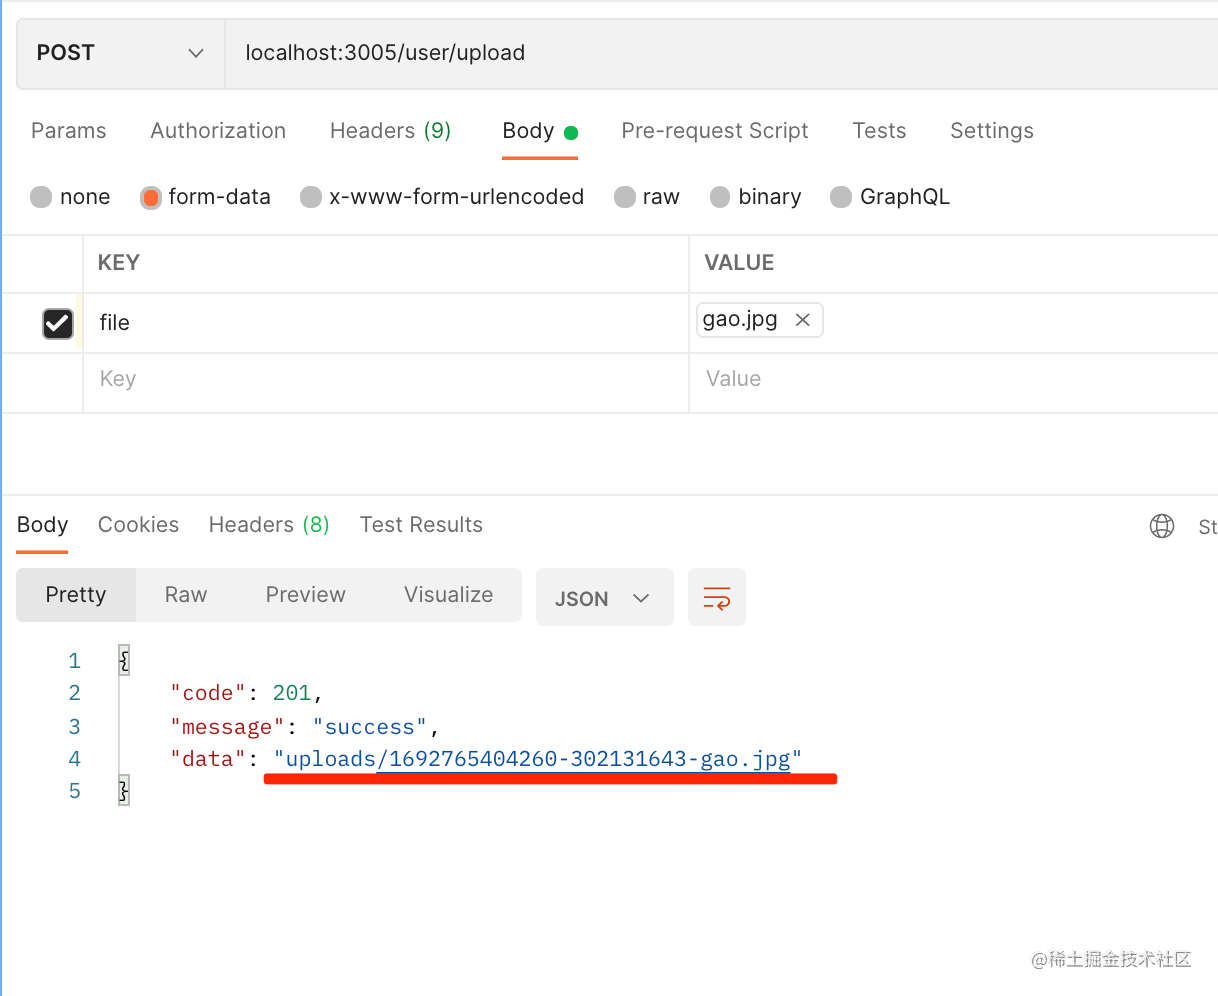 POST localhost:3005/user/upload
Params Authorization Headers (9) Body Pre-request Script Tests Settings
none form-data x-www-form-urlencoded raw binary GraphQL
KEY VALUE
file gao.jpg
Key Value
Body Cookies Headers (8) Test Results St
Pretty Raw Preview Visualize JSON
1 {
2 "code": 201,
3 "message": "success",
4 "data": "uploads/1692765404260-302131643-gao.jpg"
5 }
@稀土掘金技术社区